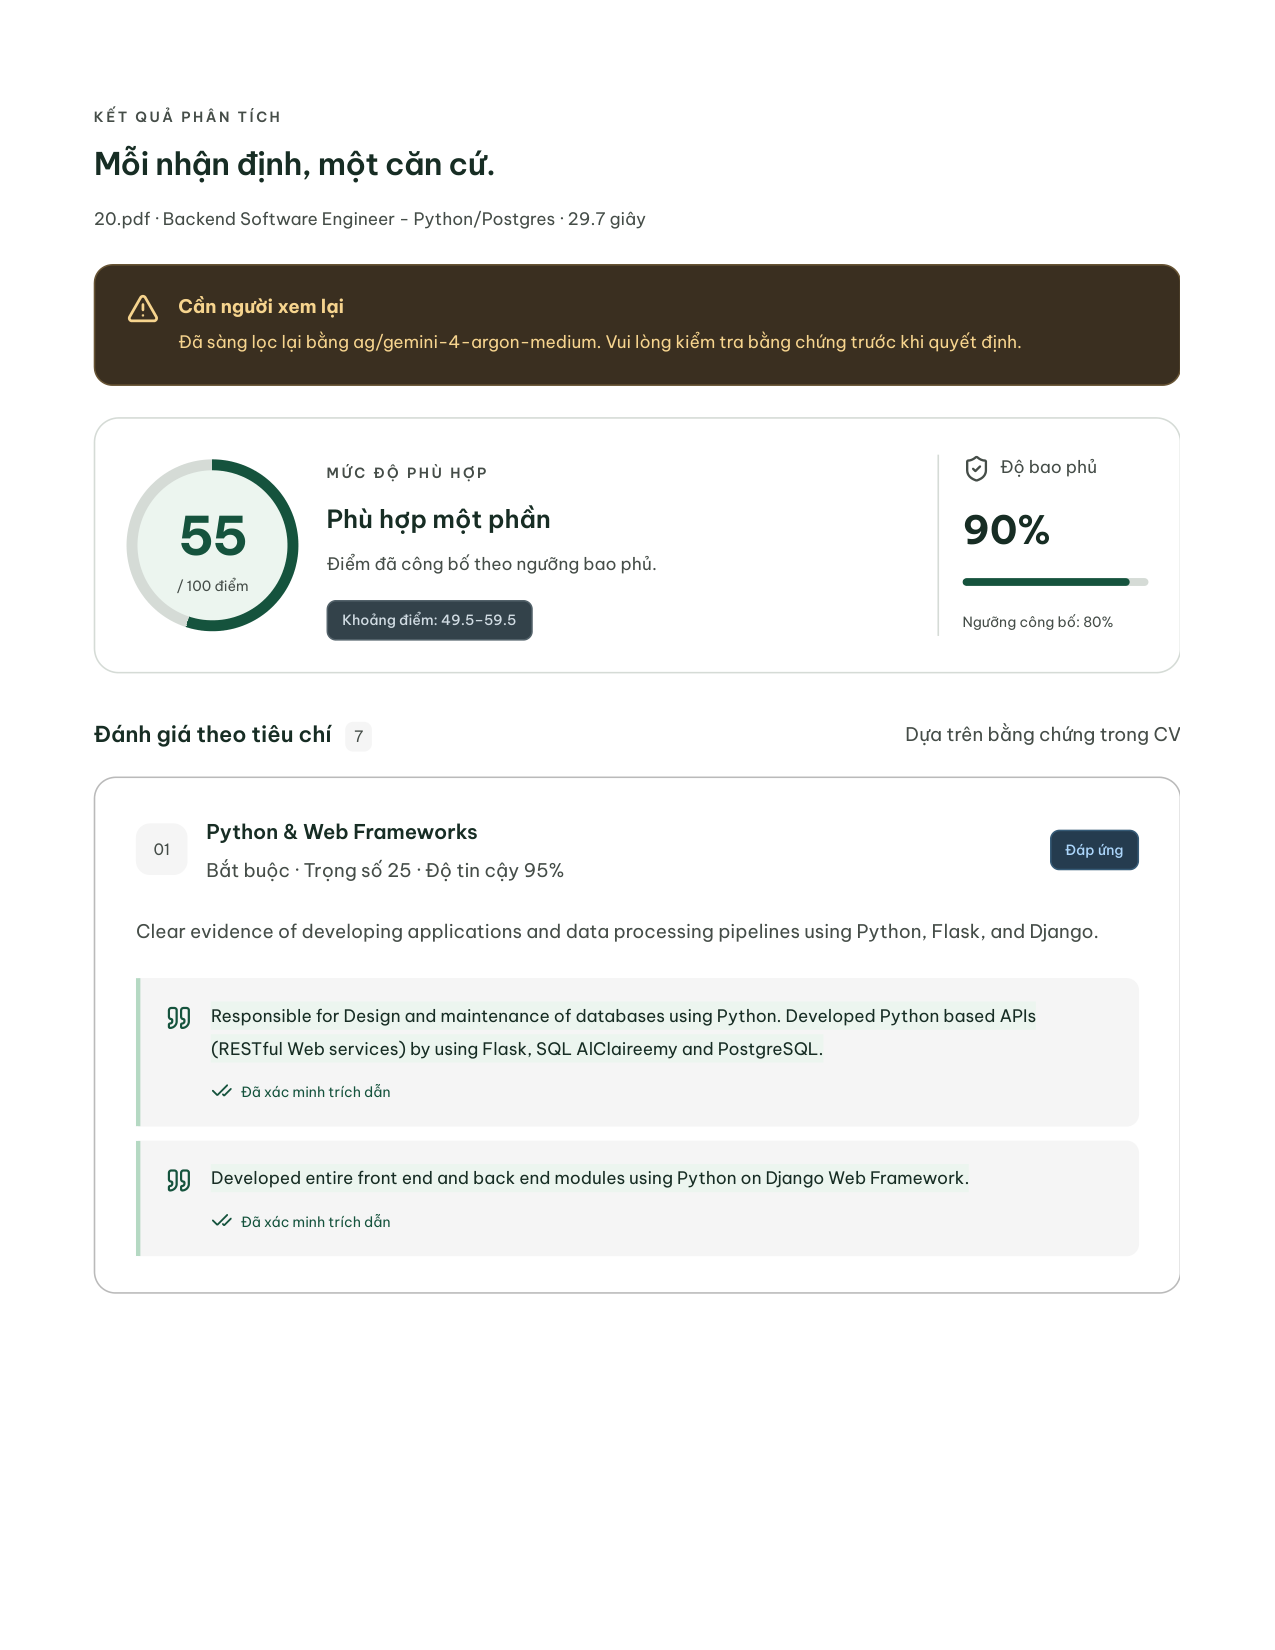 KẾT QUẢ PHÂN TÍCH
Mỗi nhận định, một căn cứ.
20.pdf · Backend Software Engineer - Python/Postgres · 29.7 giây
Cần người xem lại
Đã sàng lọc lại bằng ag/gemini-4-argon-medium. Vui lòng kiểm tra bằng chứng trước khi quyết định.
55
/ 100 điểm
MỨC ĐỘ PHÙ HỢP
Phù hợp một phần
Điểm đã công bố theo ngưỡng bao phủ.
Khoảng điểm: 49.5–59.5
Độ bao phủ
90%
Ngưỡng công bố: 80%
Đánh giá theo tiêu chí 7
Dựa trên bằng chứng trong CV
01
Python & Web Frameworks
Bắt buộc · Trọng số 25 · Độ tin cậy 95%
Đáp ứng
Clear evidence of developing applications and data processing pipelines using Python, Flask, and Django.
Responsible for Design and maintenance of databases using Python. Developed Python based APIs
(RESTful Web services) by using Flask, SQL AlClaireemy and PostgreSQL.
Đã xác minh trích dẫn
Developed entire front end and back end modules using Python on Django Web Framework.
Đã xác minh trích dẫn